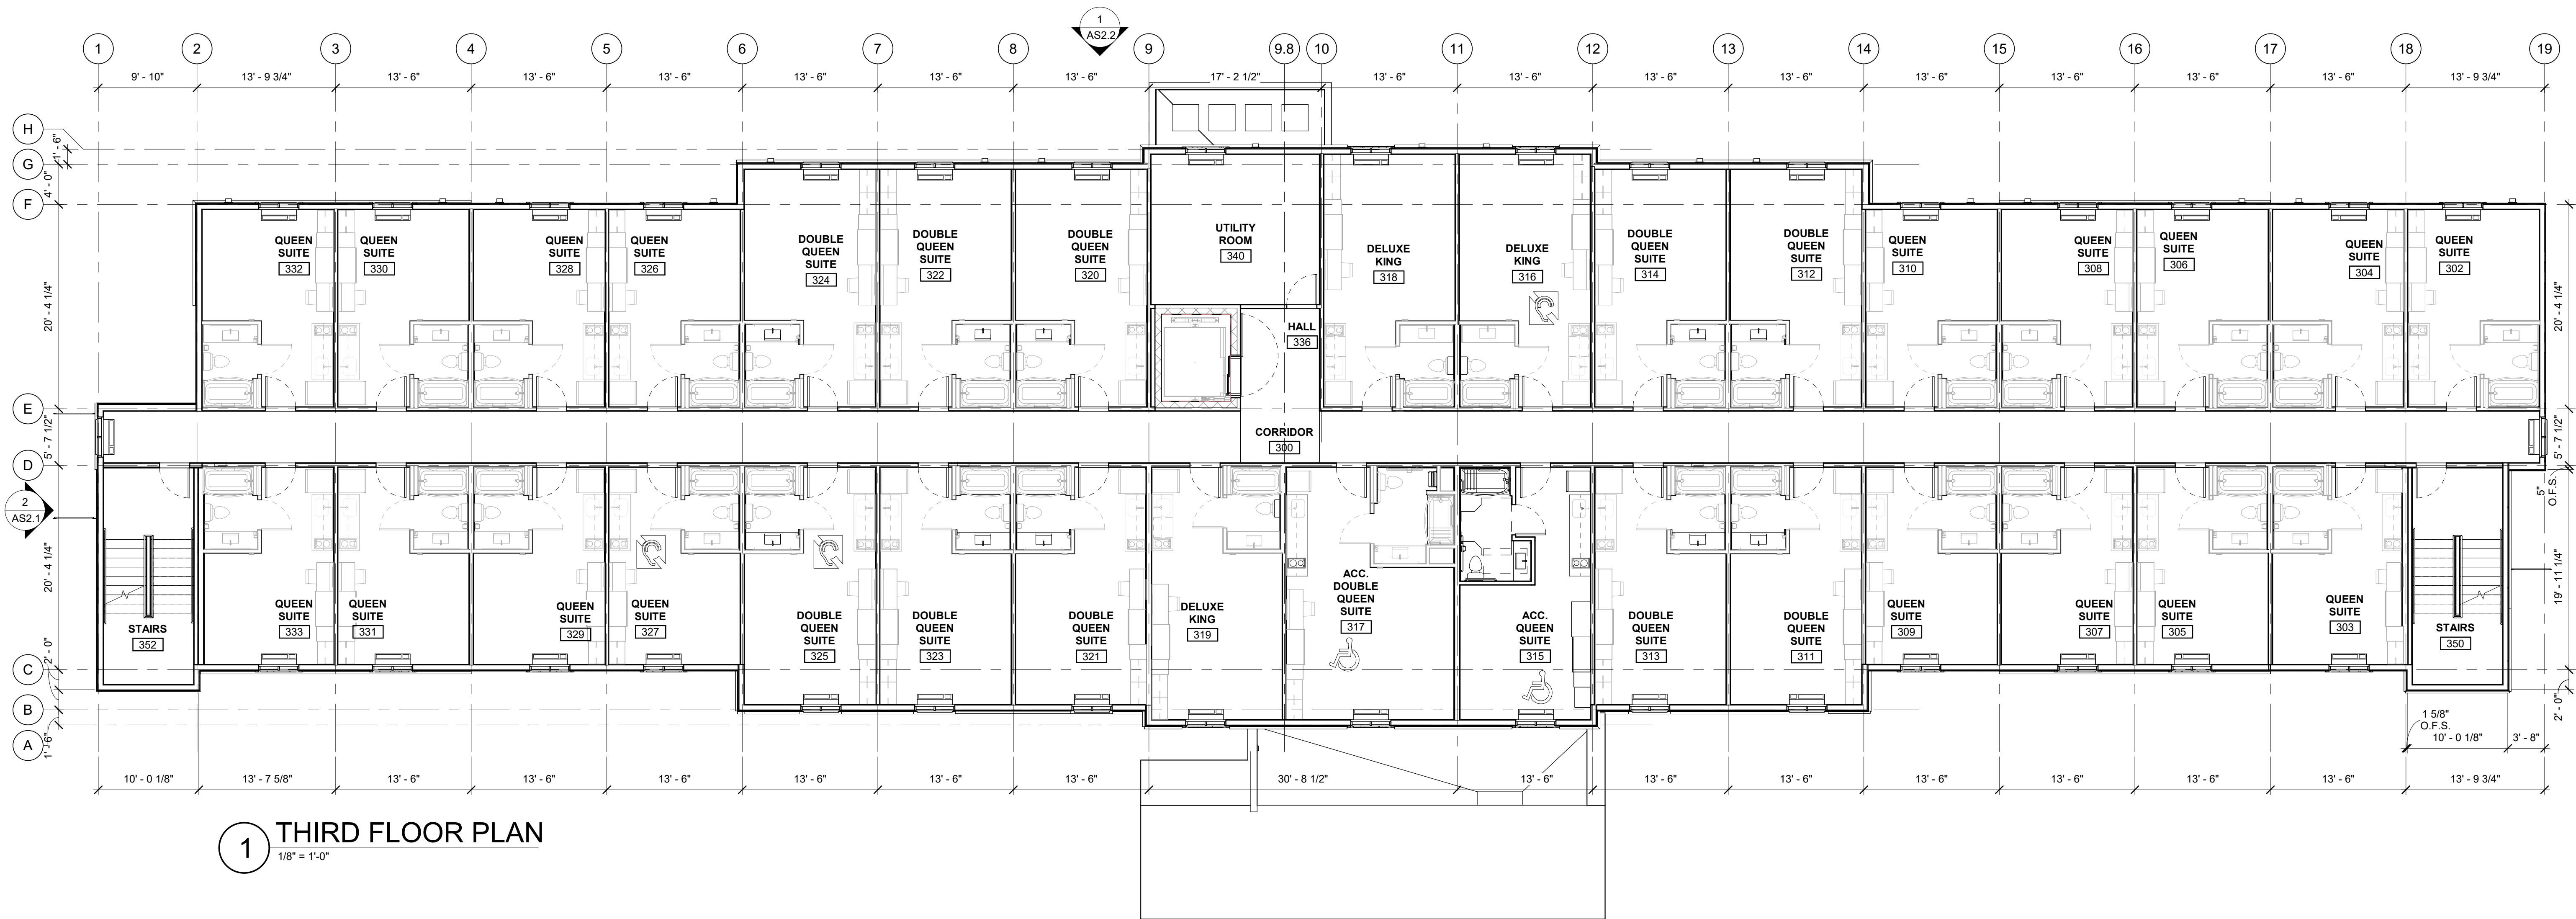 1
AS2.2
1 2 3 4 5 6 7 8 9 9.8 10 11 12 13 14 15 16 17 18 19
9' - 10" 13' - 9 3/4" 13' - 6" 13' - 6" 13' - 6" 13' - 6" 13' - 6" 13' - 6" 17' - 2 1/2" 13' - 6" 13' - 6" 13' - 6" 13' - 6" 13' - 6" 13' - 6" 13' - 6" 13' - 6" 13' - 9 3/4"
H
1' - 6"
G
4' - 0"
F
20' - 4 1/4"
E
5' - 7 1/2"
D
2
AS2.1
20' - 4 1/4"
C
2' - 0"
B
A
1' - 6"
QUEEN
SUITE
332
QUEEN
SUITE
330
QUEEN
SUITE
328
QUEEN
SUITE
326
DOUBLE
QUEEN
SUITE
324
DOUBLE
QUEEN
SUITE
322
DOUBLE
QUEEN
SUITE
320
UTILITY
ROOM
340
HALL
336
DELUXE
KING
318
DELUXE
KING
316
DOUBLE
QUEEN
SUITE
314
DOUBLE
QUEEN
SUITE
312
QUEEN
SUITE
310
QUEEN
SUITE
308
QUEEN
SUITE
306
QUEEN
SUITE
304
QUEEN
SUITE
302
20' - 4 1/4"
CORRIDOR
300
5' - 7 1/2"
STAIRS
352
QUEEN
SUITE
333
QUEEN
SUITE
331
QUEEN
SUITE
329
QUEEN
SUITE
327
DOUBLE
QUEEN
SUITE
325
DOUBLE
QUEEN
SUITE
323
DOUBLE
QUEEN
SUITE
321
DELUXE
KING
319
ACC.
DOUBLE
QUEEN
SUITE
317
ACC.
QUEEN
SUITE
315
DOUBLE
QUEEN
SUITE
313
DOUBLE
QUEEN
SUITE
311
QUEEN
SUITE
309
QUEEN
SUITE
307
QUEEN
SUITE
305
QUEEN
SUITE
303
STAIRS
350
.5"
O.F.S.
19' - 11 1/4"
2' - 0"
1 5/8"
O.F.S.
10' - 0 1/8" 3' - 8"
10' - 0 1/8" 13' - 7 5/8" 13' - 6" 13' - 6" 13' - 6" 13' - 6" 13' - 6" 13' - 6" 30' - 8 1/2" 13' - 6" 13' - 6" 13' - 6" 13' - 6" 13' - 6" 13' - 6" 13' - 6" 13' - 9 3/4"
1 THIRD FLOOR PLAN
1/8" = 1'-0"